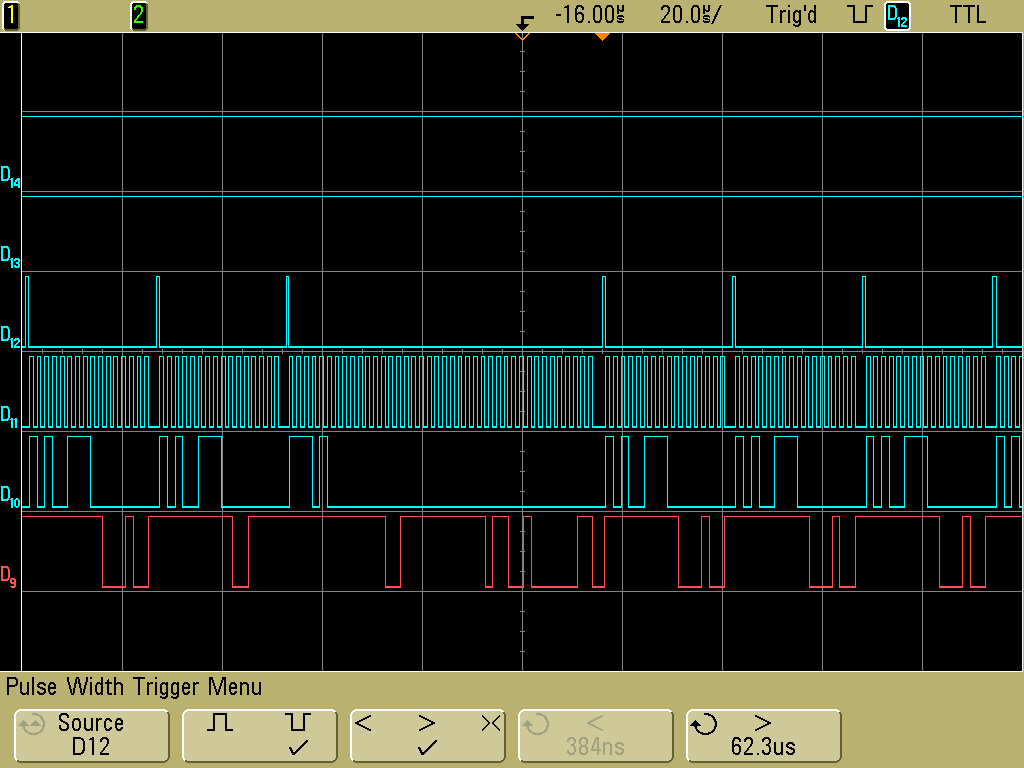 1 2 -16.00µs 20.0µs/ Trig'd D12 TTL
D14
D13
D12
D11
D10
D9
Pulse Width Trigger Menu
Source
D12
< > ><
<
384ns
>
62.3us